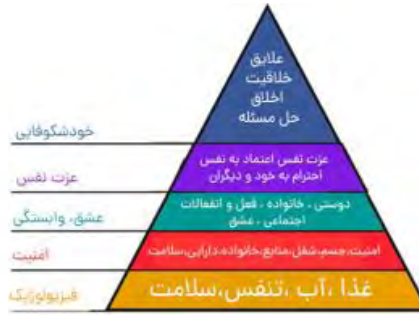 علایق
خلاقیت
اخلاق
حل مسئله
خودشکوفایی
عزت نفس اعتماد به نفس
احترام به خود و دیگران
عزت نفس
دوستی ، خانواده ، فعل و انفعالات
اجتماعی ، عشق
عشق، وابستگی
امنیت،جسم،شغل،منابع،خانواده،دارایی،سلامت
امنیت
غذا ،آب ،تنفس،سلامت
فیزیولوژیک